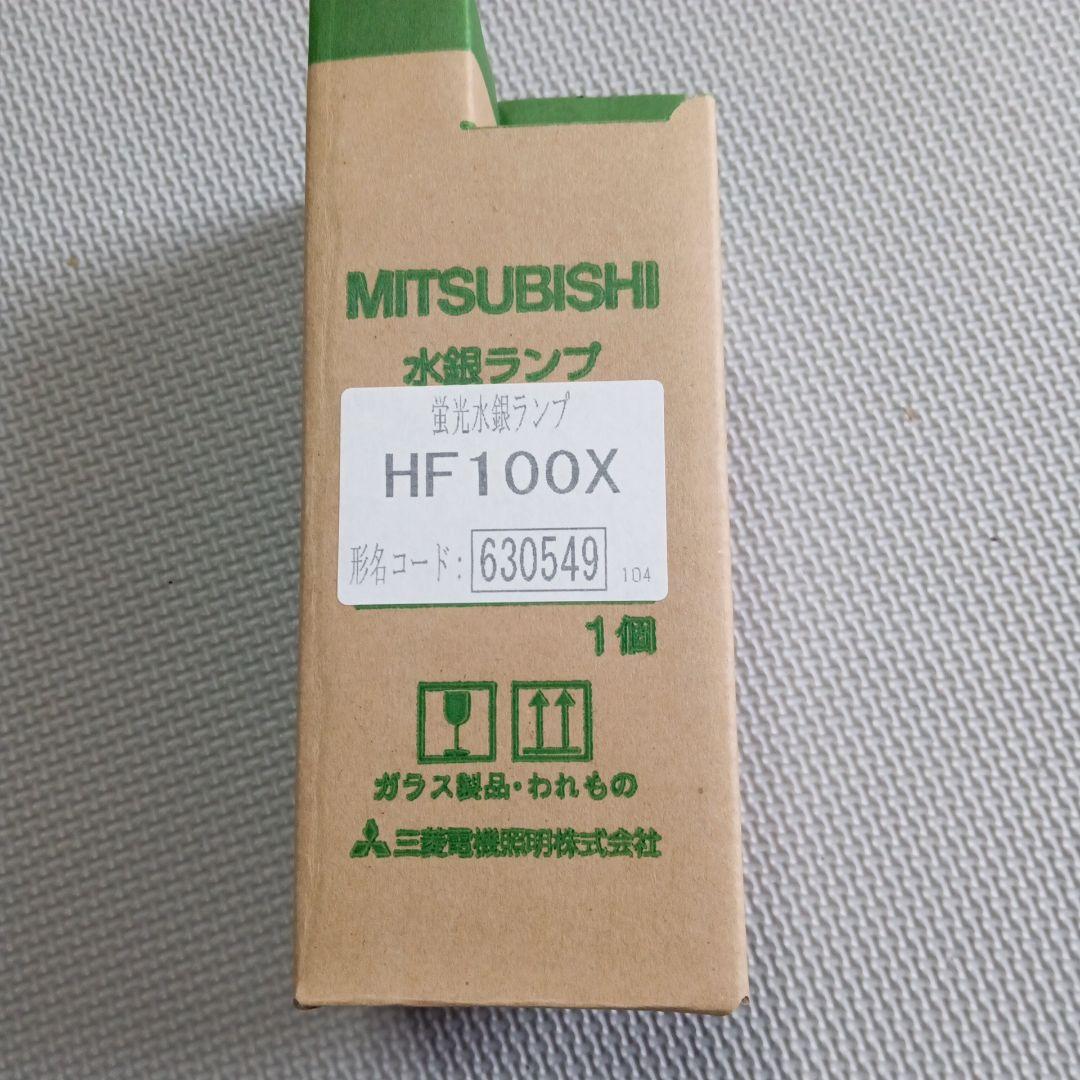 MITSUBISHI
水銀ランプ
蛍光水銀ランプ
HF100X
形名コード: 630549 104
1個
ガラス製品・われもの
三菱電機照明株式会社